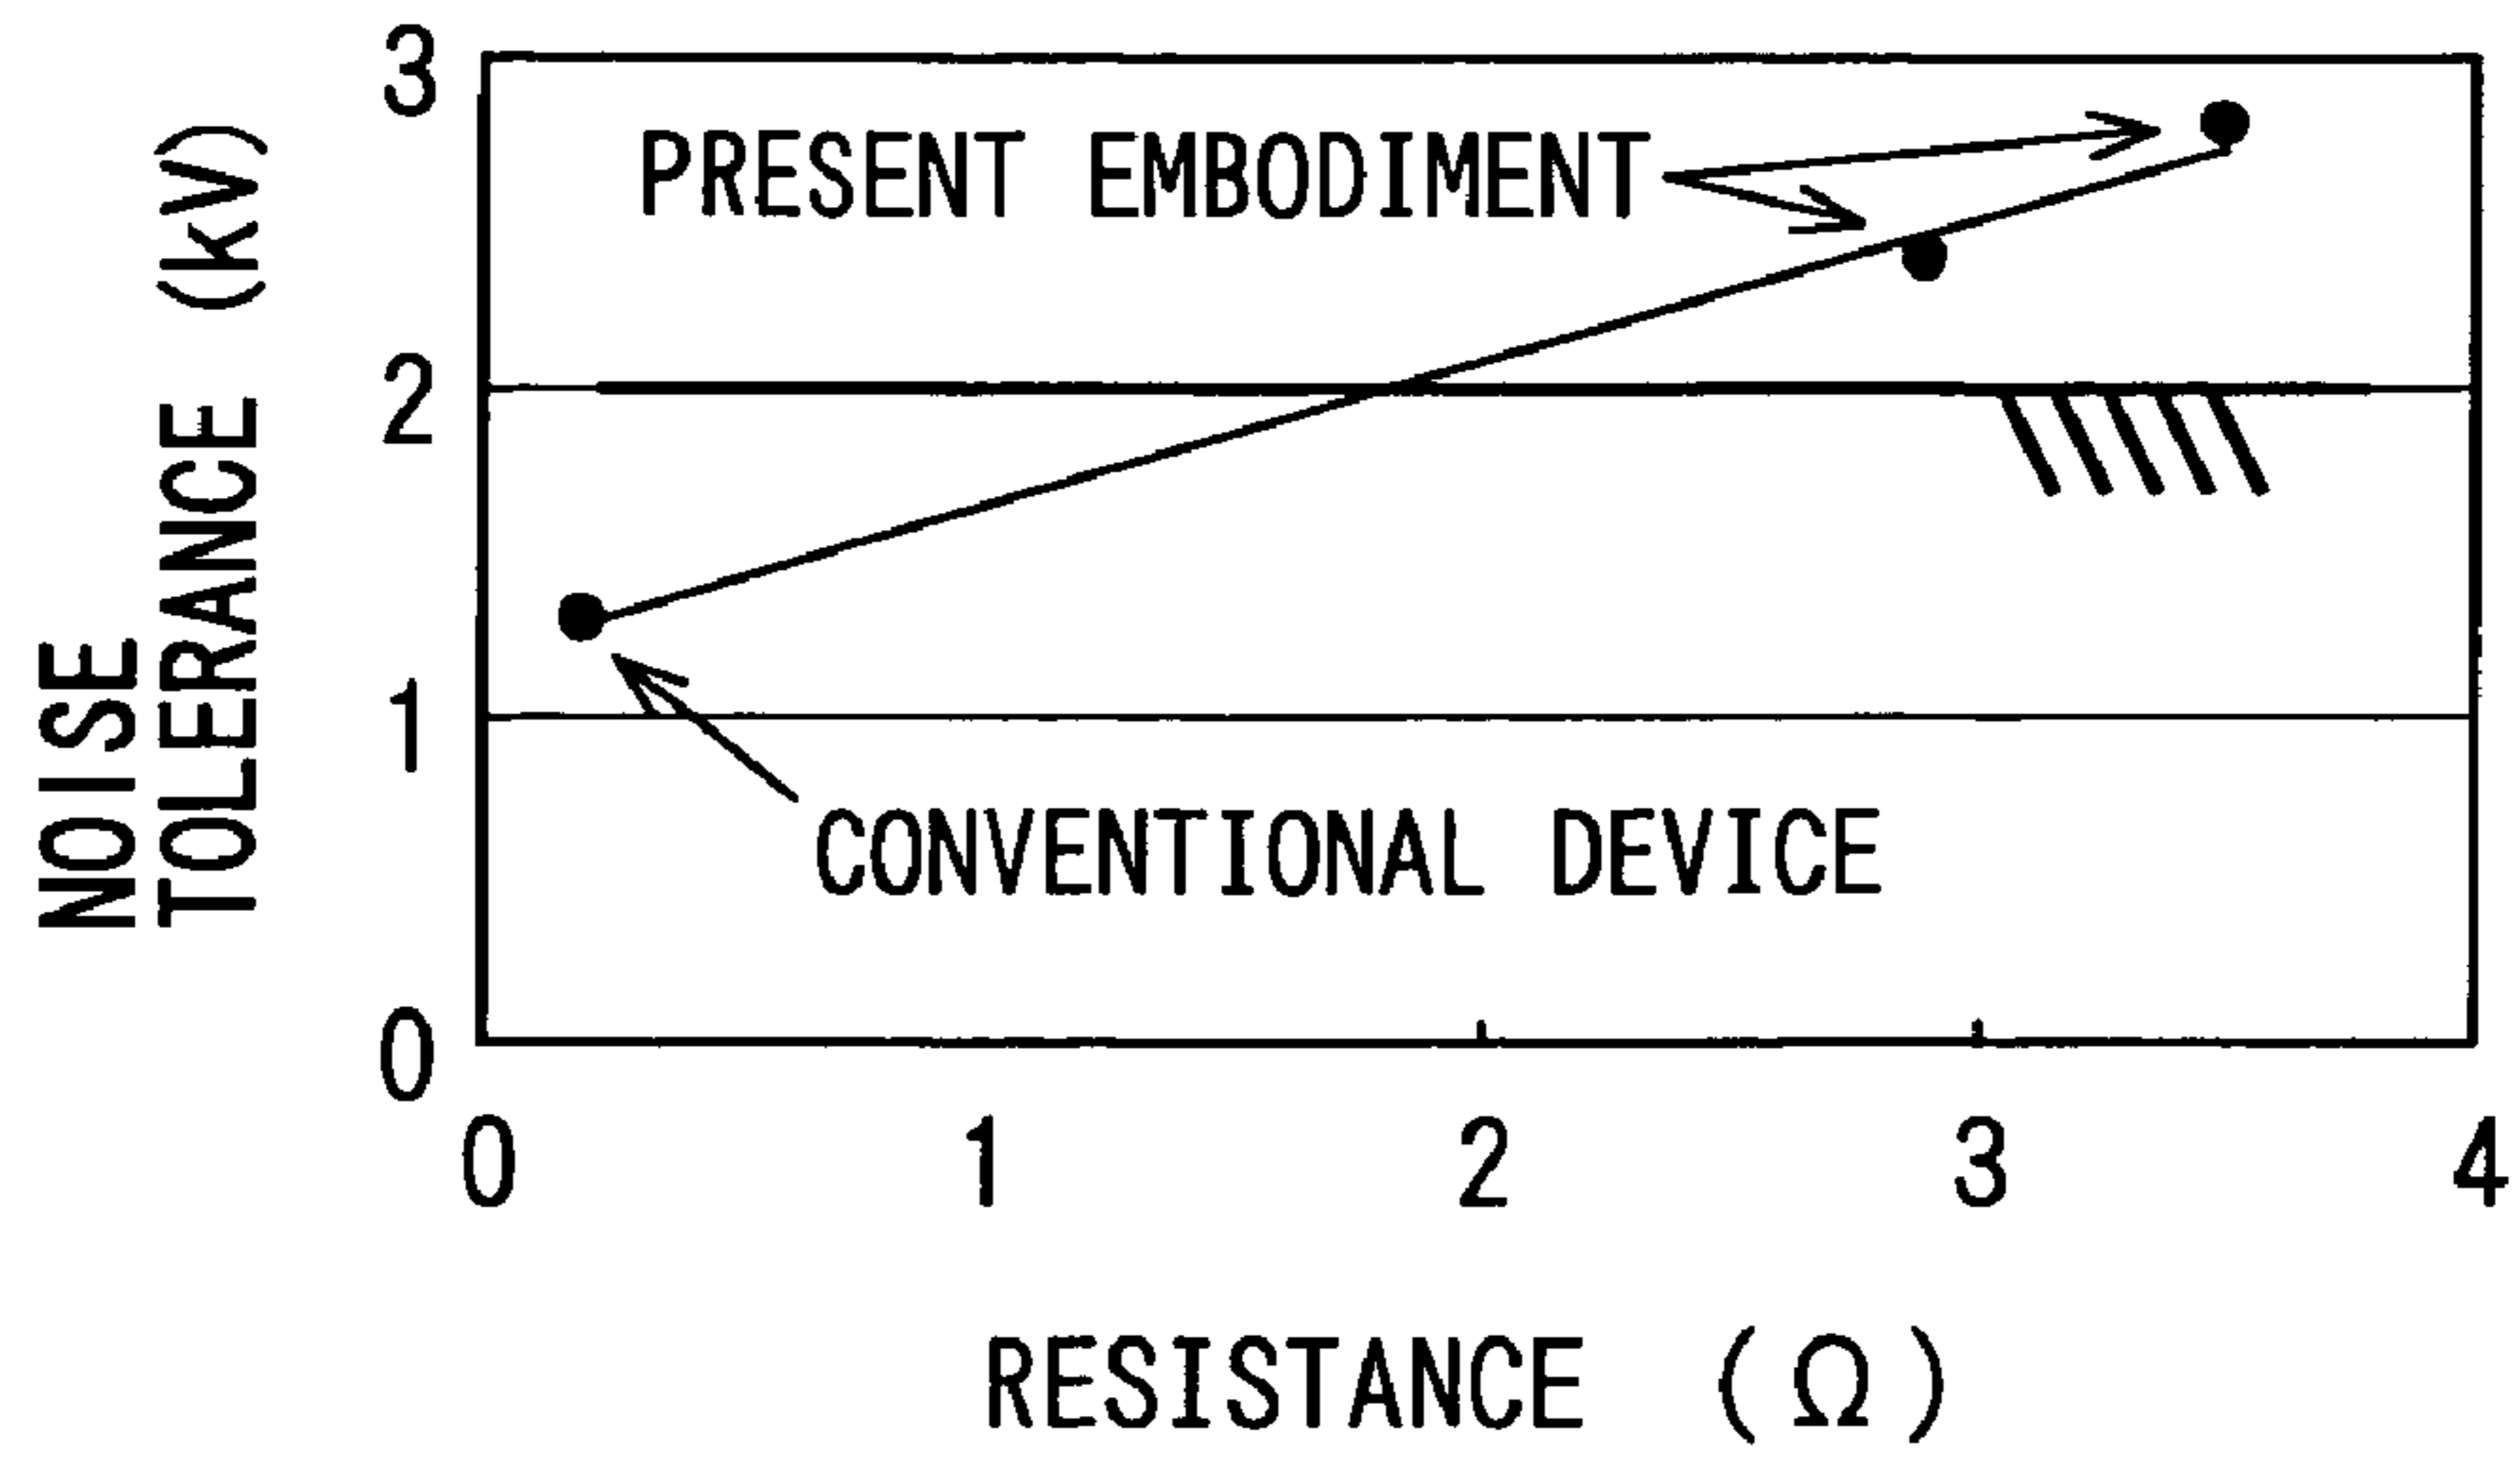 NOISE
TOLERANCE (kV)
3
2
1
0
PRESENT EMBODIMENT
CONVENTIONAL DEVICE
0 1 2 3 4
RESISTANCE (Ω)